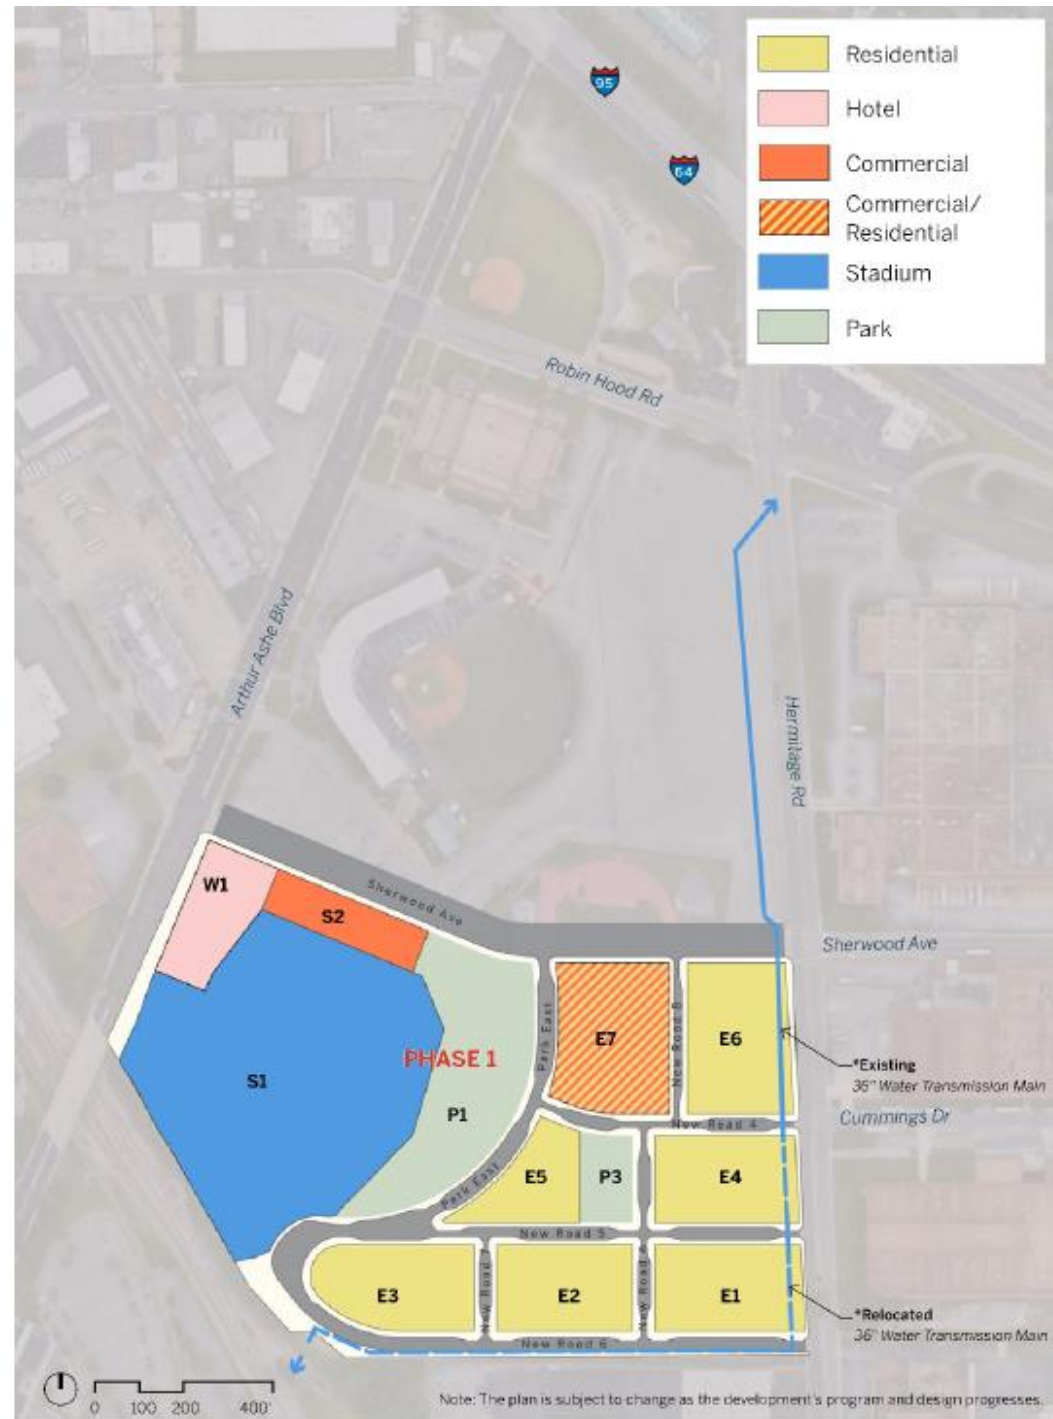 Residential
Hotel
Commercial
Commercial/
Residential
Stadium
Park
95
64
Robin Hood Rd
Arthur Ashe Blvd
Hermitage Rd
Sherwood Ave
Sherwood Ave
W1
S2
S1
PHASE 1
P1
Park East
E7
New Road 8
E6
*Existing
36" Water Transmission Main
Cummings Dr
New Road 4
Park East
E5
P3
E4
New Road 5
E3
New Road 7
E2
E1
*Relocated
36" Water Transmission Main
New Road 6
0 100 200 400'
Note: The plan is subject to change as the development's program and design progresses.